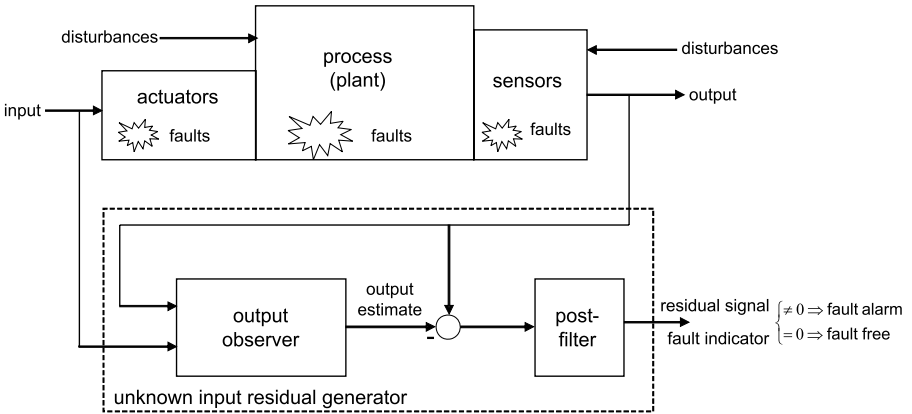 disturbances
process
(plant)
disturbances
sensors
actuators
input
output
faults
faults
faults
output
estimate
output
observer
-
post-
filter
residual signal
fault indicator
≠ 0 ⇒ fault alarm
= 0 ⇒ fault free
unknown input residual generator